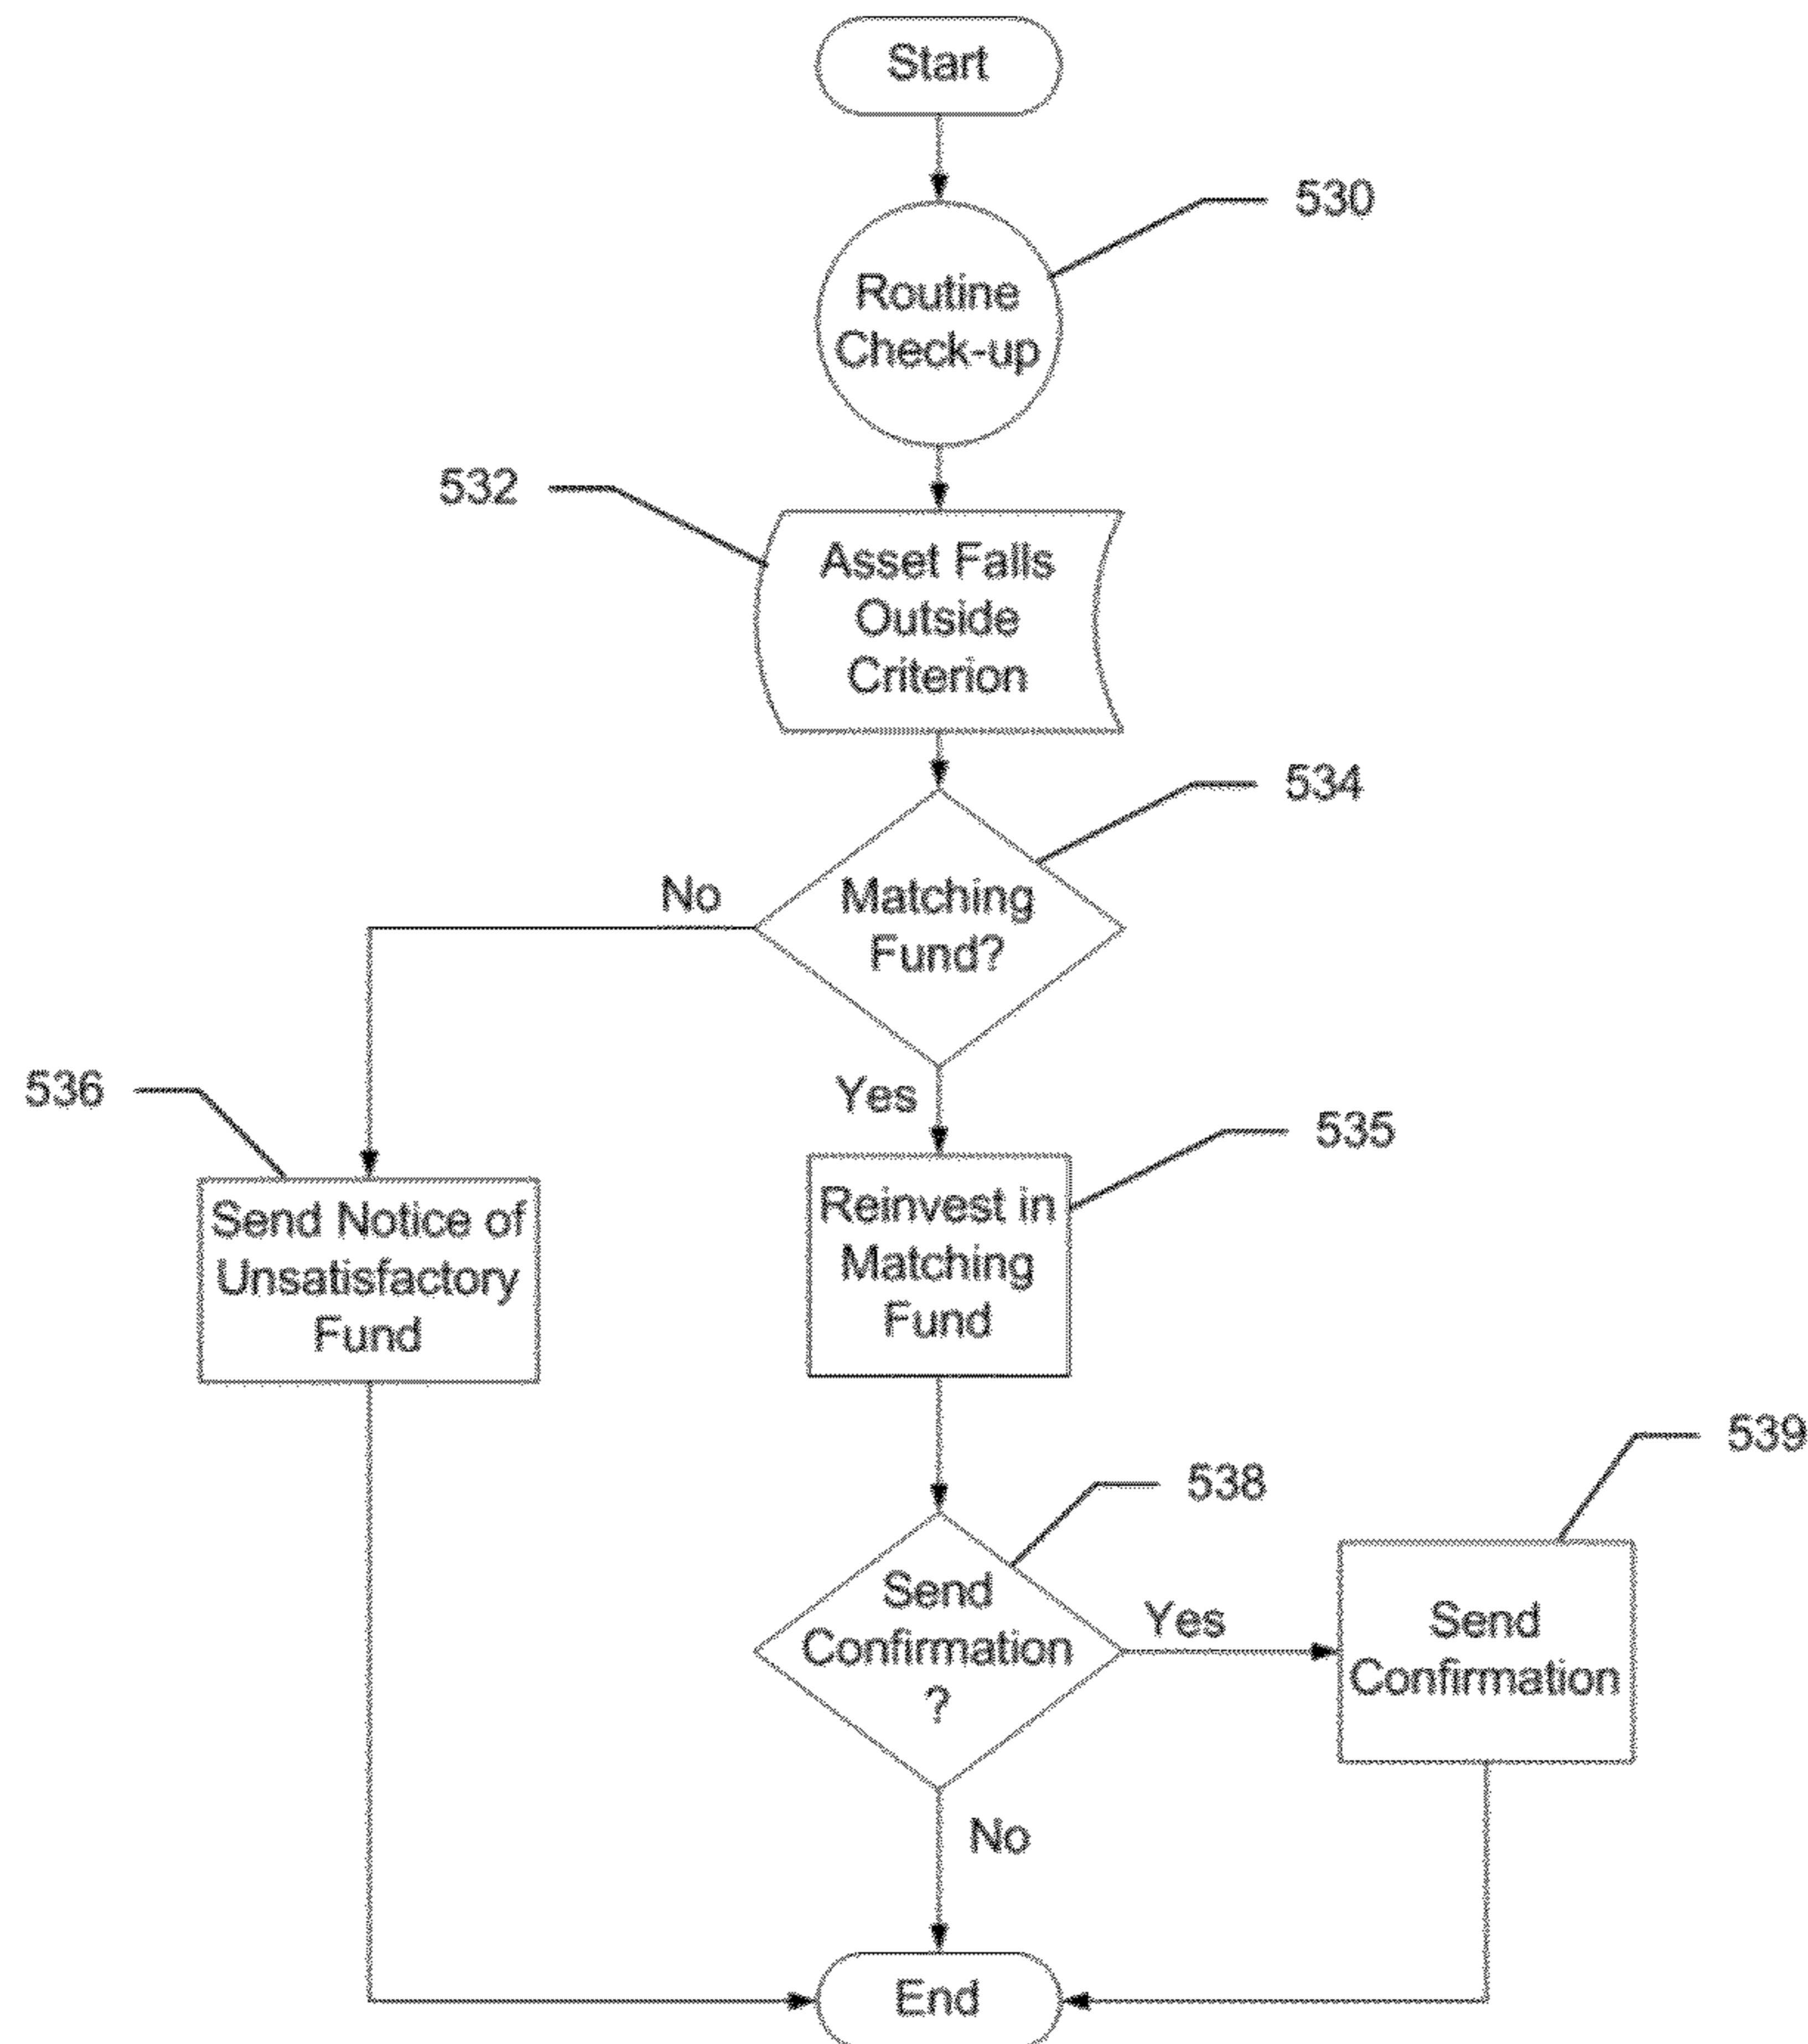 Start
530
Routine
Check-up
532
Asset Falls
Outside
Criterion
534
No
Matching
Fund?
Yes
536
535
Send Notice of
Unsatisfactory
Fund
Reinvest in
Matching
Fund
539
538
Send
Confirmation
?
Yes
Send
Confirmation
No
End